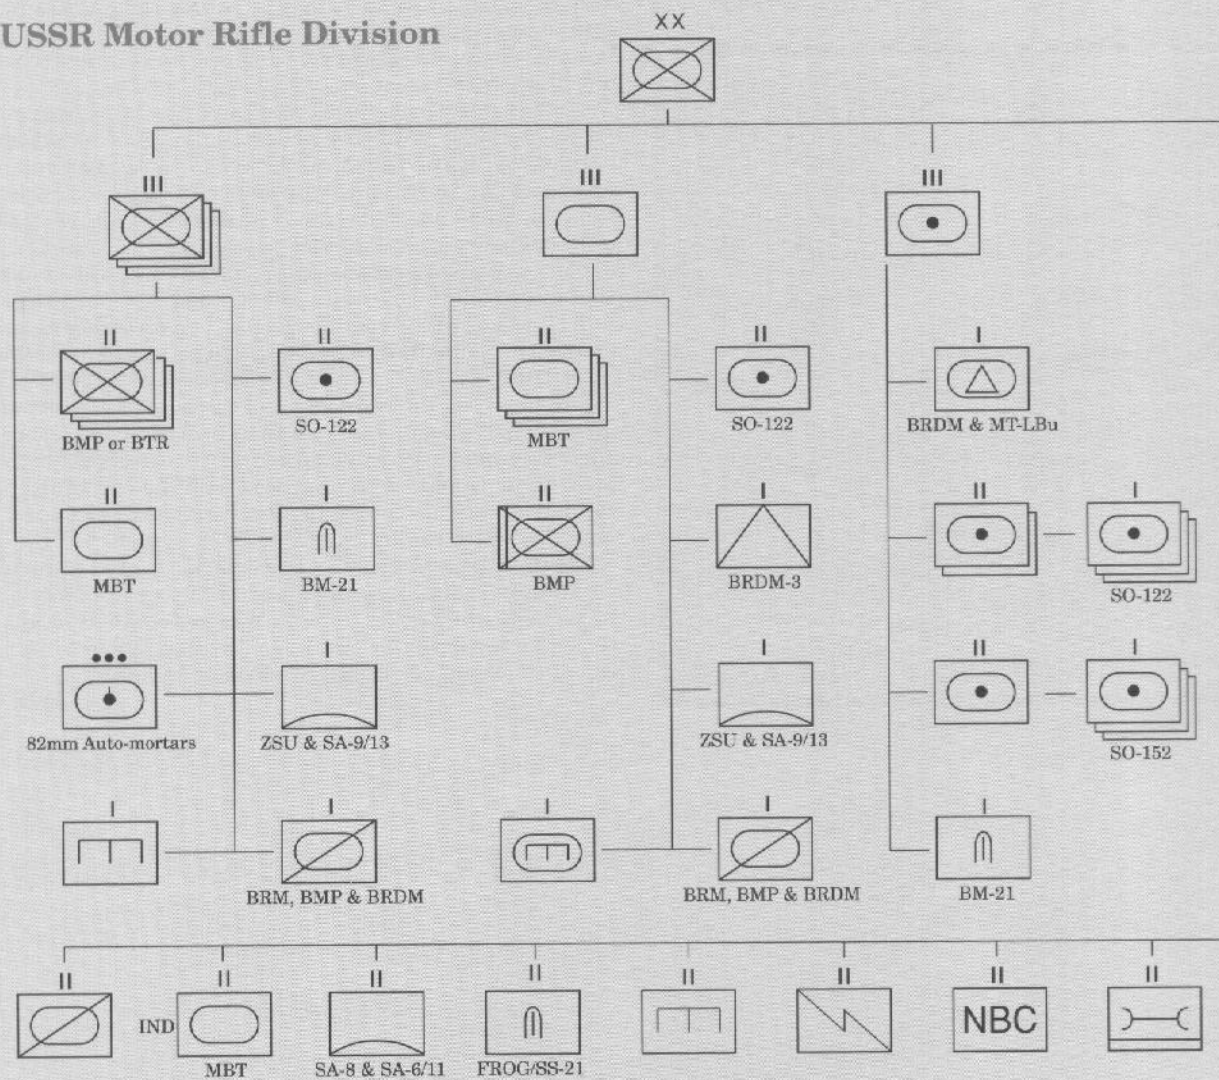 USSR Motor Rifle Division
XX
III
III
III
II
II
II
II
I
BMP or BTR
SO-122
MBT
SO-122
BRDM & MT-LBu
II
I
II
I
II
I
MBT
BM-21
BMP
BRDM-3
SO-122
I
I
II
I
82mm Auto-mortars
ZSU & SA-9/13
ZSU & SA-9/13
SO-152
I
I
I
I
I
BRM, BMP & BRDM
BRM, BMP & BRDM
BM-21
II
II
II
II
II
II
II
II
IND
NBC
MBT
SA-8 & SA-6/11
FROG/SS-21